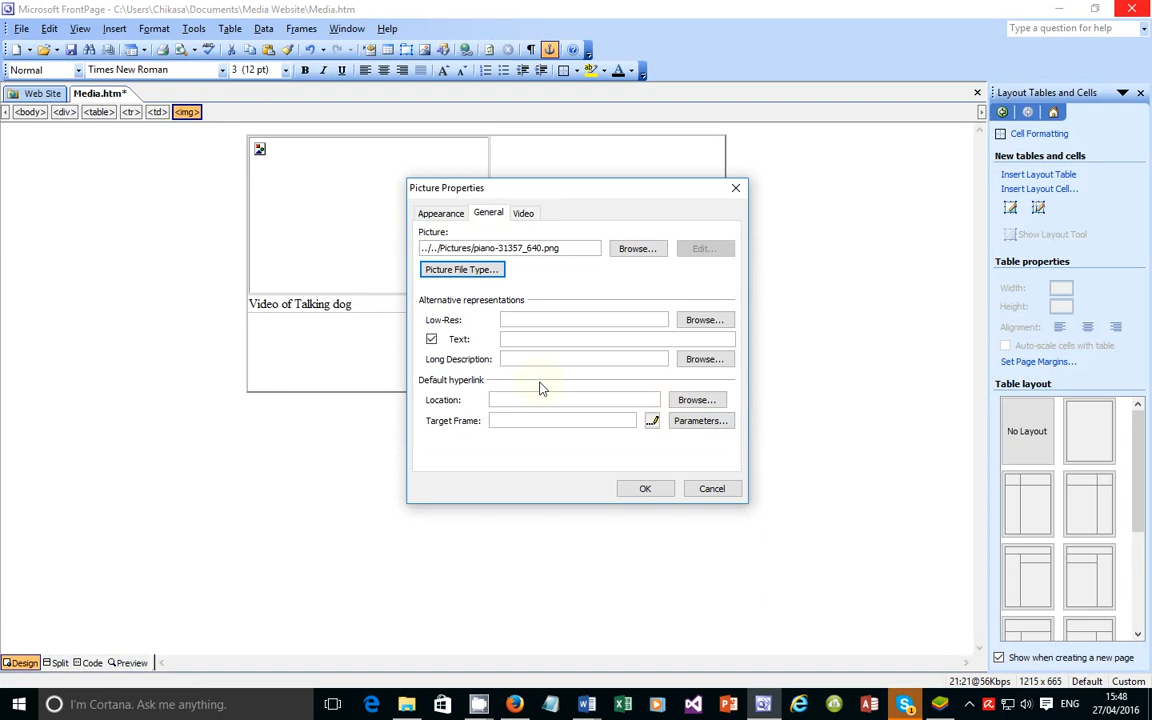 Microsoft FrontPage - C:\Users\Chikasa\Documents\Media Website\Media.htm
File Edit View Insert Format Tools Table Data Frames Window Help
Type a question for help
Normal Times New Roman 3 (12 pt) B I U
Web Site Media.htm*
<body> <div> <table> <tr> <td> <img>
Video of Talking dog
Picture Properties
Appearance General Video
Picture:
../../Pictures/piano-31357_640.png Browse... Edit...
Picture File Type...
Alternative representations
Low-Res: Browse...
Text:
Long Description: Browse...
Default hyperlink
Location: Browse...
Target Frame: Parameters...
OK Cancel
Layout Tables and Cells
Cell Formatting
New tables and cells
Insert Layout Table
Insert Layout Cell...
Show Layout Tool
Table properties
Width:
Height:
Alignment:
Auto-scale cells with table
Set Page Margins...
Table layout
No Layout
Show when creating a new page
Design Split Code Preview
21:21@56Kbps 1215 x 665 Default Custom
I'm Cortana. Ask me anything.
ENG
15:48
27/04/2016